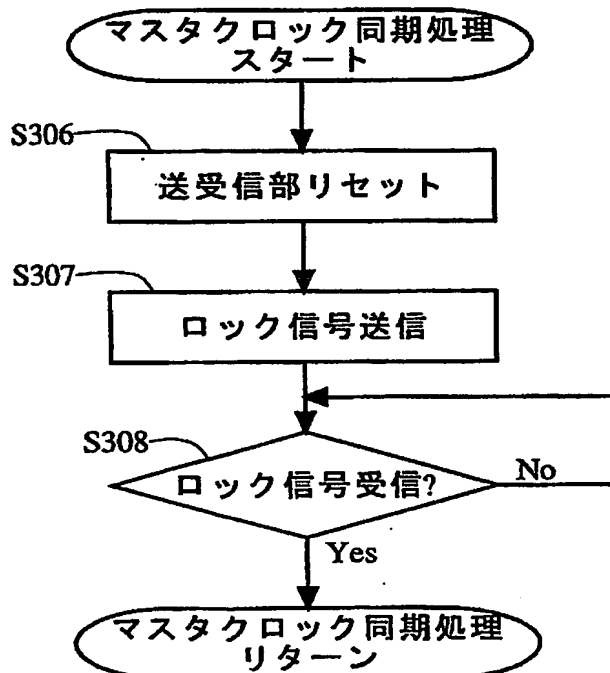 マスタクロック同期処理
スタート
S306
送受信部リセット
S307
ロック信号送信
S308
ロック信号受信?
No
Yes
マスタクロック同期処理
リターン